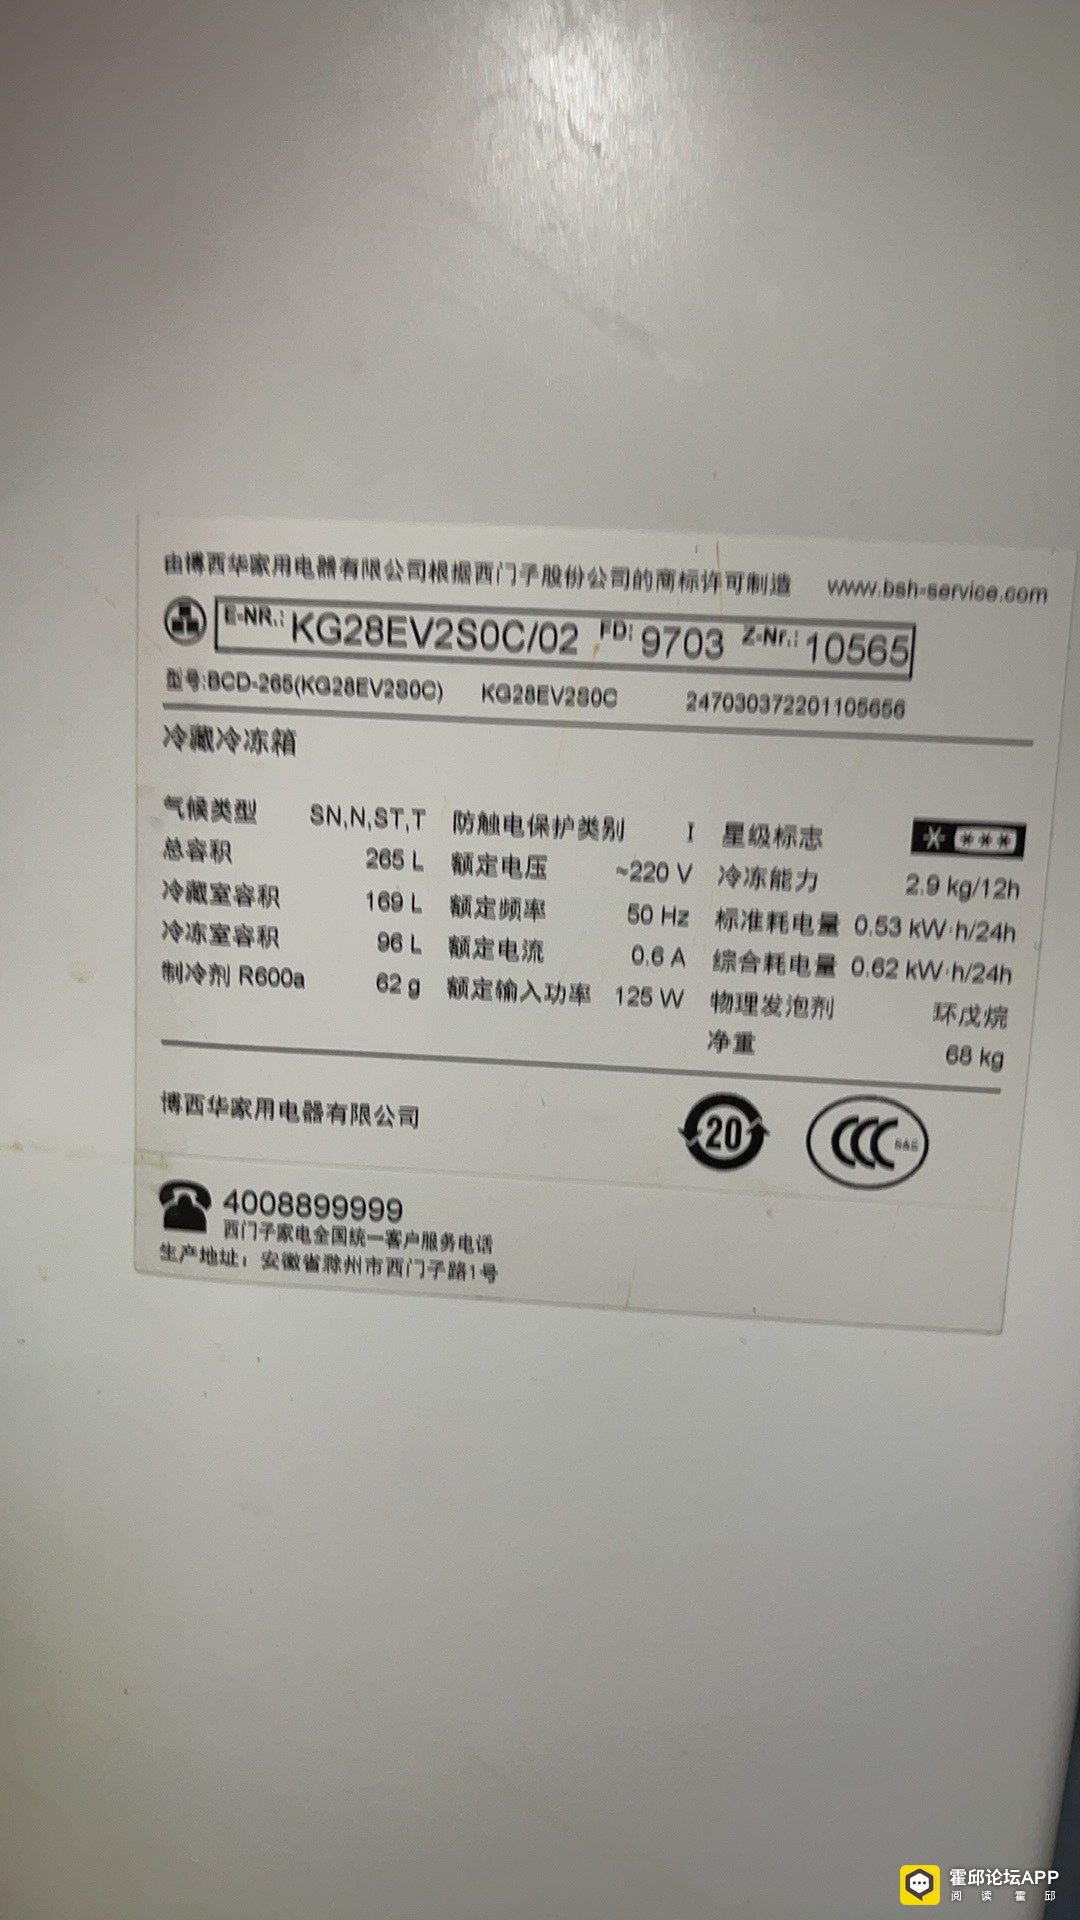 由博西华家用电器有限公司根据西门子股份公司的商标许可制造 www.bsh-service.com
E-NR.: KG28EV2S0C/02 FD: 9703 Z-Nr.: 10565
型号:BCD-265(KG28EV2S0C) KG28EV2S0C 247030372201105656
冷藏冷冻箱
气候类型 SN,N,ST,T 防触电保护类别 I 星级标志
总容积 265 L 额定电压 ~220 V 冷冻能力 2.9 kg/12h
冷藏室容积 169 L 额定频率 50 Hz 标准耗电量 0.53 kW·h/24h
冷冻室容积 96 L 额定电流 0.6 A 综合耗电量 0.62 kW·h/24h
制冷剂 R600a 62 g 额定输入功率 125 W 物理发泡剂 环戊烷
净重 68 kg
博西华家用电器有限公司 20 CCC S&E
4008899999
西门子家电全国统一客户服务电话
生产地址：安徽省滁州市西门子路1号
霍邱论坛APP
阅读霍邱